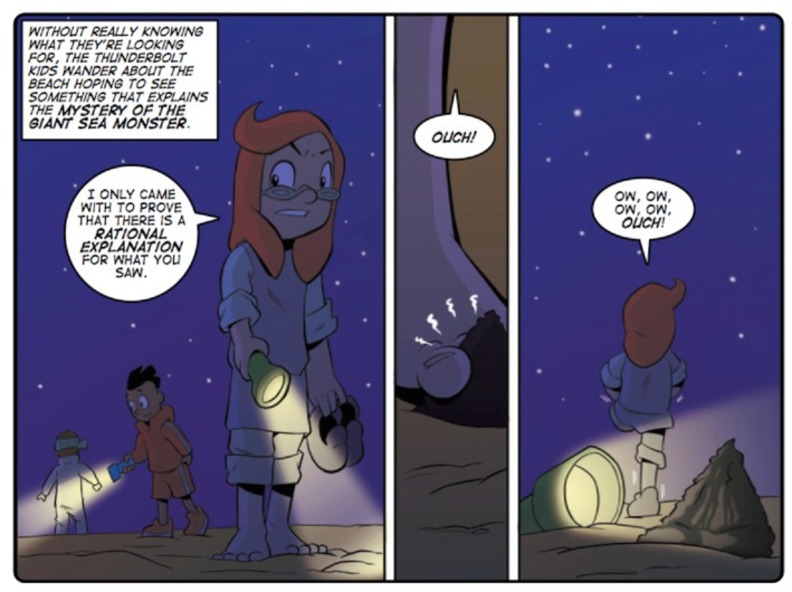 WITHOUT REALLY KNOWING
WHAT THEY'RE LOOKING
FOR, THE THUNDERBOLT
KIDS WANDER ABOUT THE
BEACH HOPING TO SEE
SOMETHING THAT EXPLAINS
THE MYSTERY OF THE
GIANT SEA MONSTER.
I ONLY CAME
WITH TO PROVE
THAT THERE IS A
RATIONAL
EXPLANATION
FOR WHAT YOU
SAW.
OUCH!
OW, OW,
OW, OW,
OUCH!